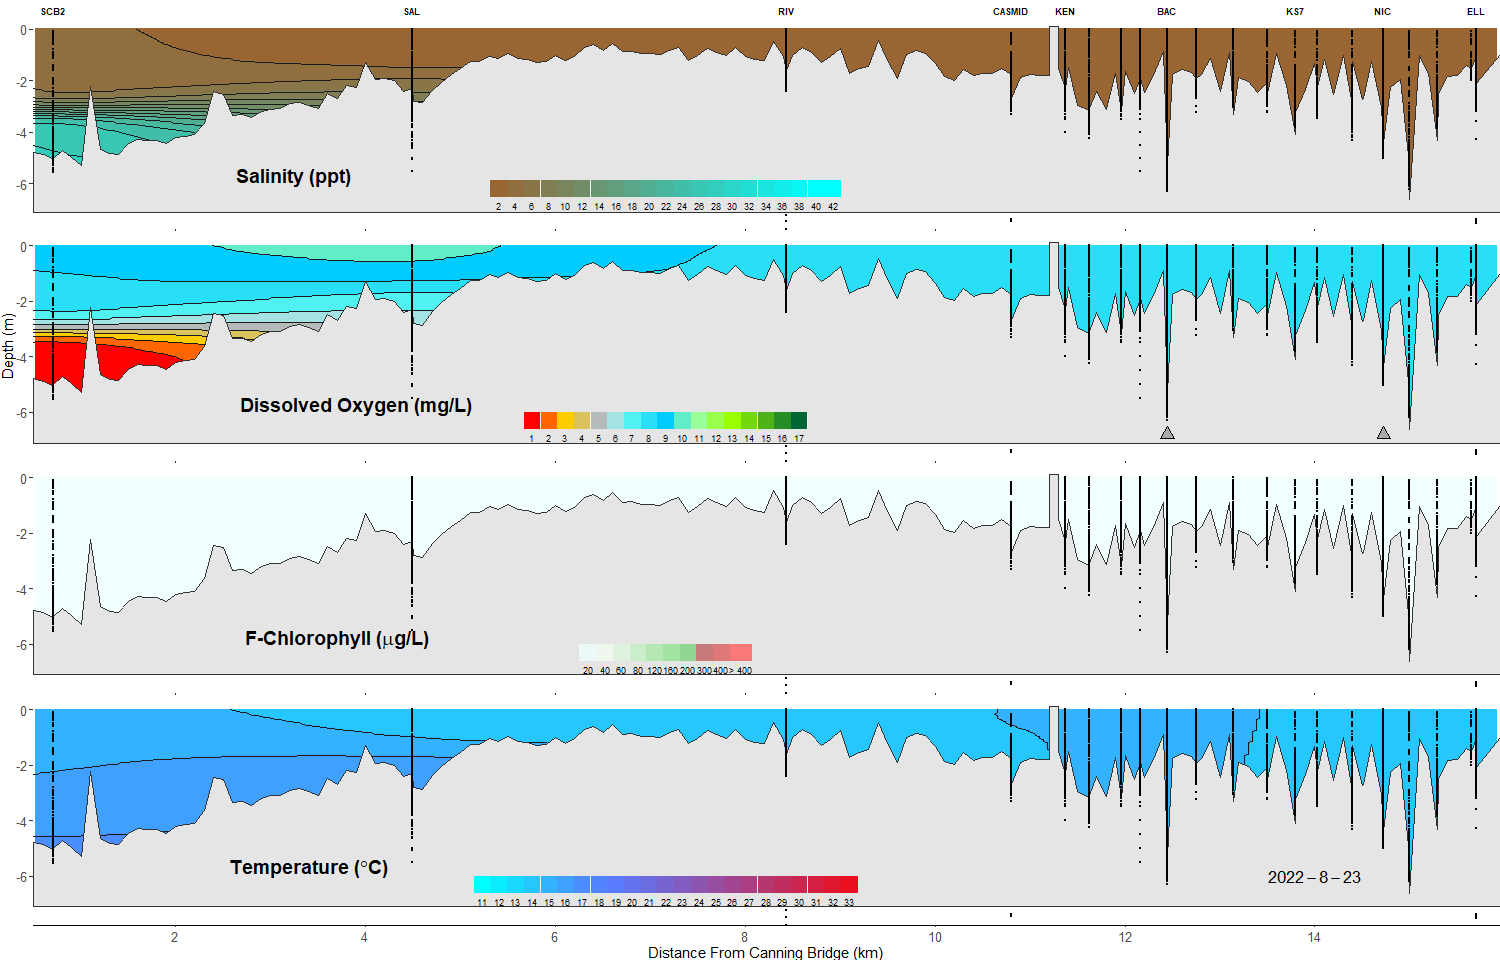 SCB2 SAL RIV CASMID KEN BAC KS7 NIC ELL
0
-2
-4
-6
Salinity (ppt)
2 4 6 8 10 12 14 16 18 20 22 24 26 28 30 32 34 36 38 40 42
0
-2
-4
-6
Dissolved Oxygen (mg/L)
1 2 3 4 5 6 7 8 9 10 11 12 13 14 15 16 17
Depth (m)
0
-2
-4
-6
F-Chlorophyll (μg/L)
20 40 60 80 120 160 200 300 400 > 400
0
-2
-4
-6
Temperature (°C)
2022 – 8 – 23
11 12 13 14 15 16 17 18 19 20 21 22 23 24 25 26 27 28 29 30 31 32 33
2 4 6 8 10 12 14
Distance From Canning Bridge (km)